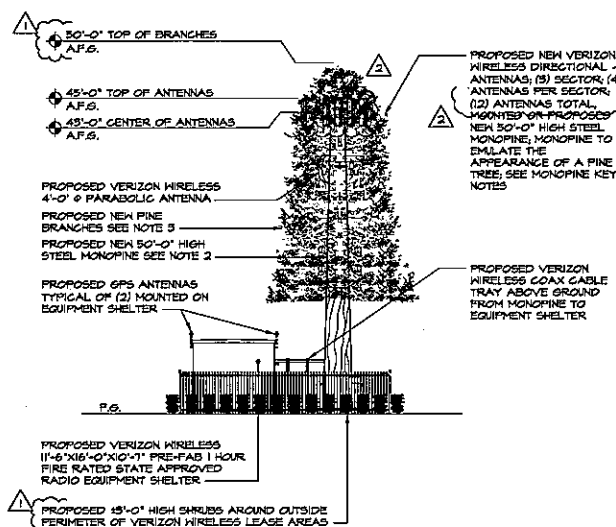 1
50'-0" TOP OF BRANCHES
A.F.G.
45'-0" TOP OF ANTENNAS
A.F.G.
43'-0" CENTER OF ANTENNAS
A.F.G.
PROPOSED VERIZON WIRELESS
4'-0" Ø PARABOLIC ANTENNA
PROPOSED NEW PINE
BRANCHES SEE NOTE 3
PROPOSED NEW 50'-0" HIGH
STEEL MONOPINE SEE NOTE 2
PROPOSED GPS ANTENNAS
TYPICAL OF (2) MOUNTED ON
EQUIPMENT SHELTER
F.G.
PROPOSED VERIZON WIRELESS
11'-6"X16'-0"X10'-7" PRE-FAB 1 HOUR
FIRE RATED STATE APPROVED
RADIO EQUIPMENT SHELTER
1
PROPOSED ±3'-0" HIGH SHRUBS AROUND OUTSIDE
PERIMETER OF VERIZON WIRELESS LEASE AREAS
2
PROPOSED NEW VERIZON
WIRELESS DIRECTIONAL
ANTENNAS; (3) SECTOR; (4
ANTENNAS PER SECTOR;
(12) ANTENNAS TOTAL,
2
MOUNTED ON PROPOSED
NEW 50'-0" HIGH STEEL
MONOPINE; MONOPINE TO
EMULATE THE
APPEARANCE OF A PINE
TREE; SEE MONOPINE KEY
NOTES
PROPOSED VERIZON
WIRELESS COAX CABLE
TRAY ABOVE GROUND
FROM MONOPINE TO
EQUIPMENT SHELTER